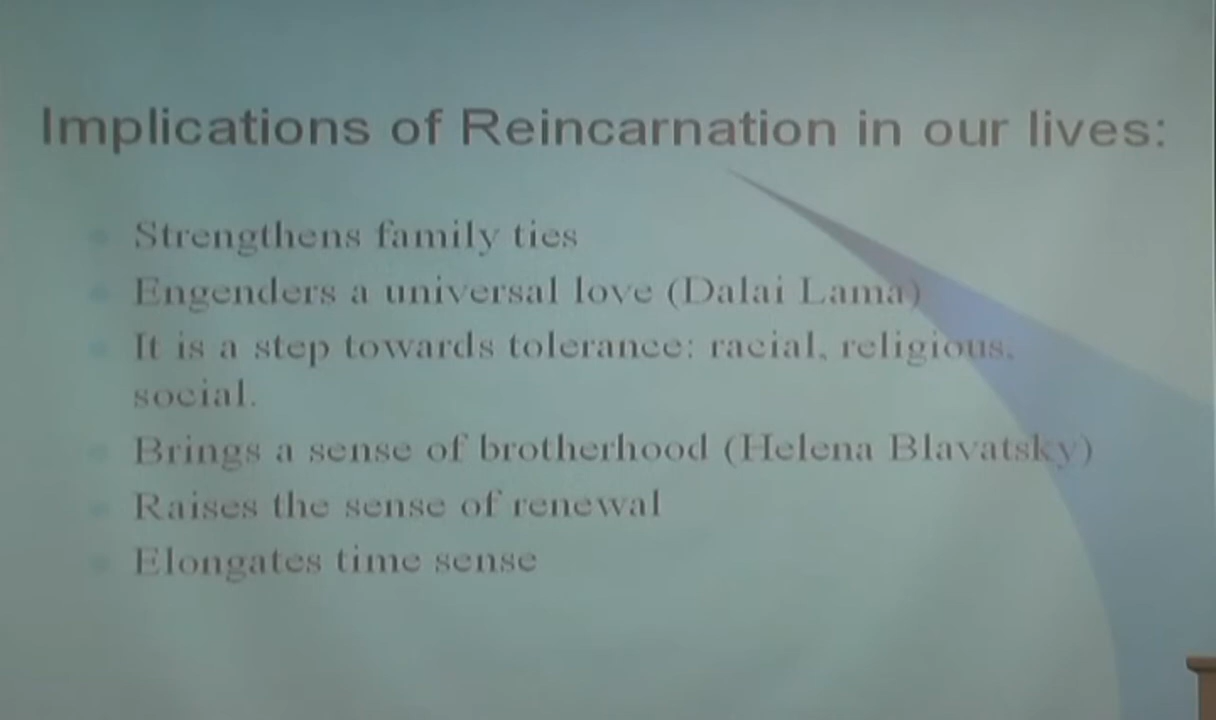 Implications of Reincarnation in our lives:
Strengthens family ties
Engenders a universal love (Dalai Lama)
It is a step towards tolerance: racial, religious,
social.
Brings a sense of brotherhood (Helena Blavatsky)
Raises the sense of renewal
Elongates time sense